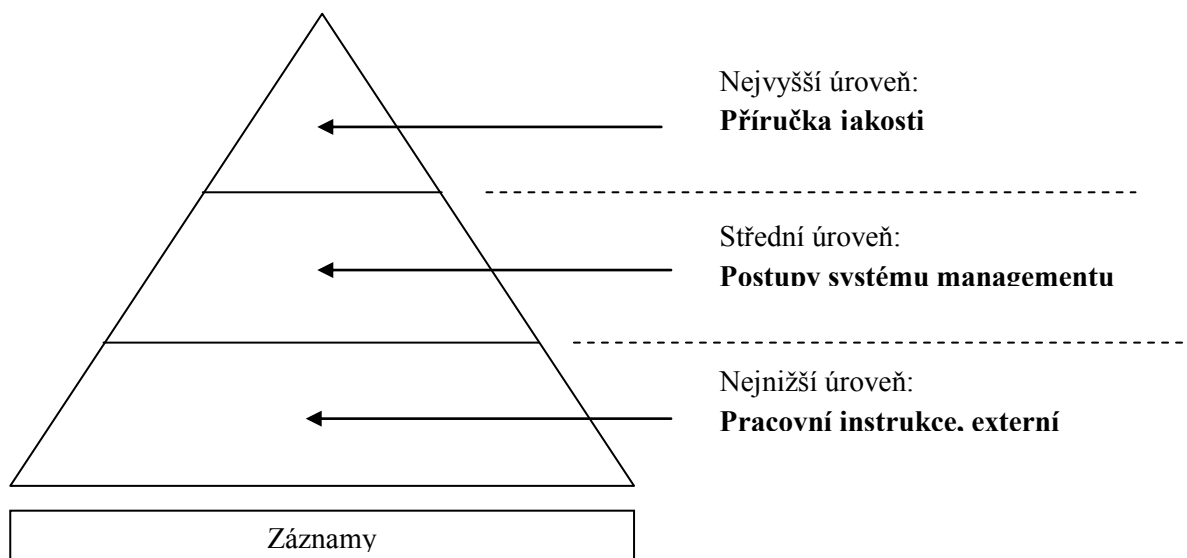 Nejvyšší úroveň:
Příručka jakosti
Střední úroveň:
Postupy systému managementu
Nejnižší úroveň:
Pracovní instrukce, externí
Záznamy